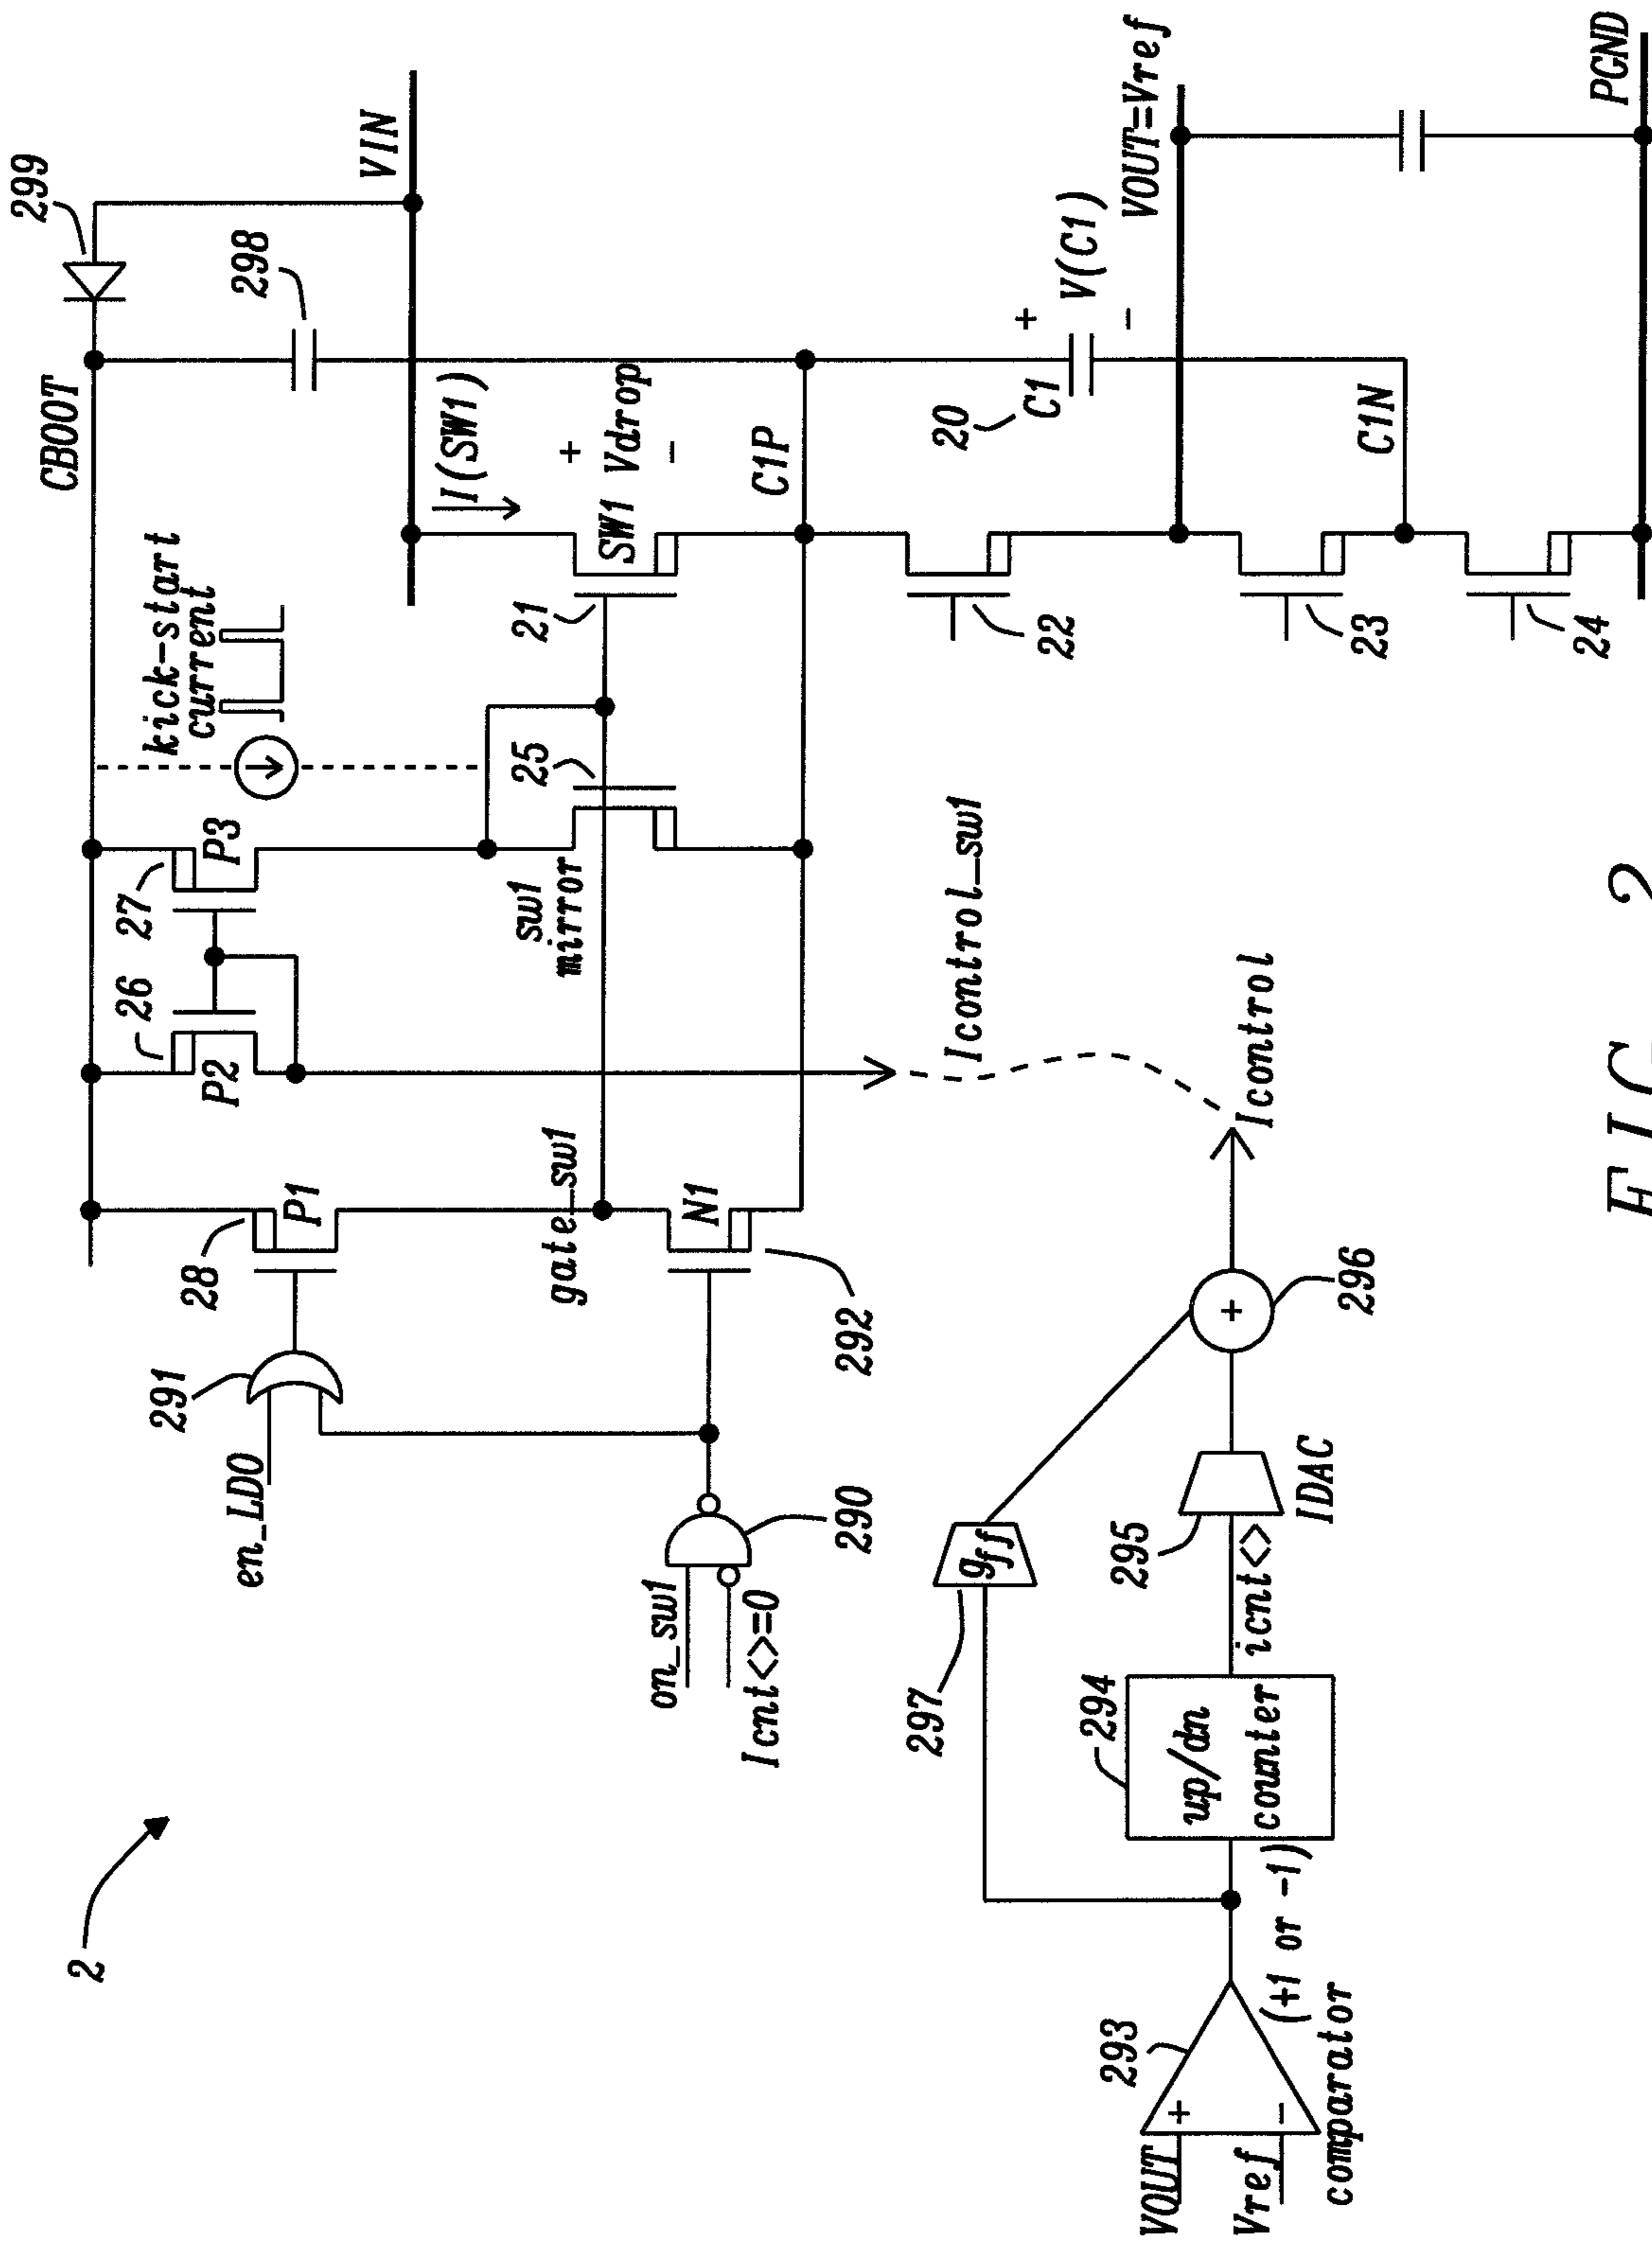 2
CBOOT
299
VIN
298
kick-start
current
I(SW1)
+
SW1 Vdrop
-
21
27
P3
26
P2
25
sw1
mirror
C1P
28
P1
291
en_LDO
gate_sw1
N1
292
on_sw1
Icnt<>=0
290
Icontrol_sw1
20
C1
+
V(C1)
-
22
VOUT=Vref
23
C1N
24
PGND
VOUT
+
Vref
-
293
comparator
(+1 or -1)
294
up/dn
counter
icnt<>
297
gff
295
IDAC
+
296
Icontrol
FIG. 2